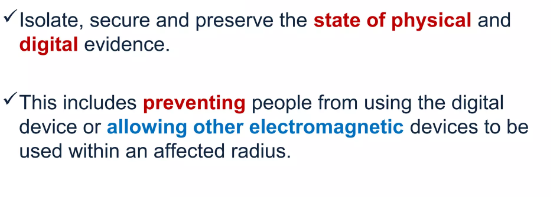 ✓Isolate, secure and preserve the state of physical and
digital evidence.
✓This includes preventing people from using the digital
device or allowing other electromagnetic devices to be
used within an affected radius.